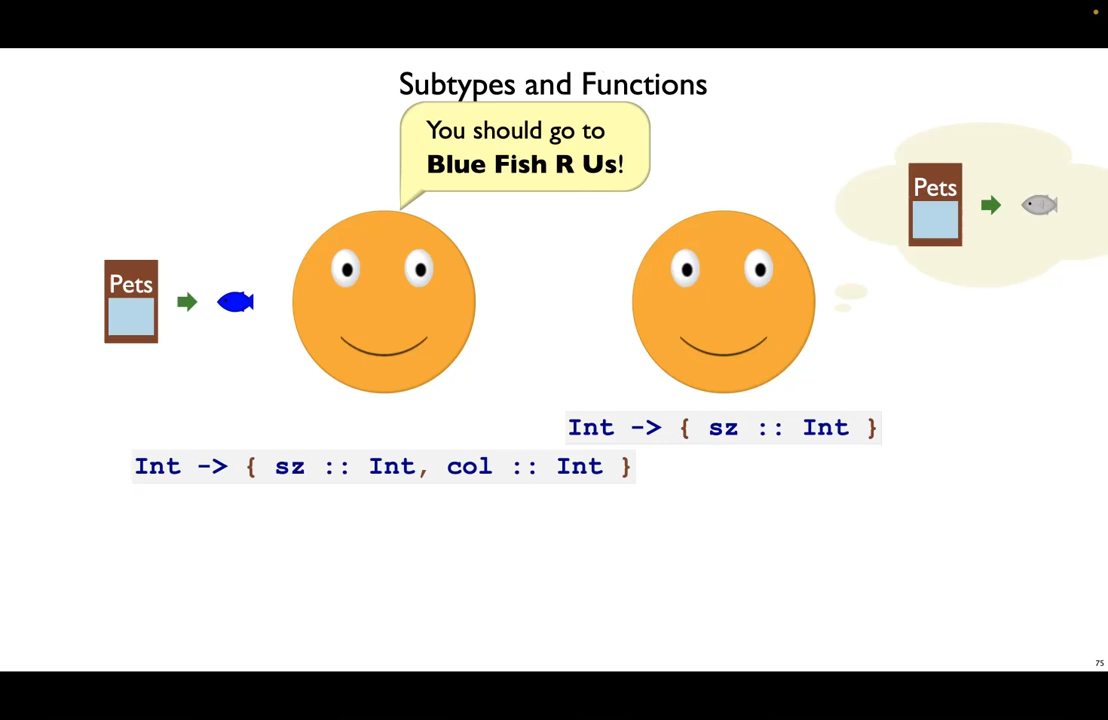 Subtypes and Functions
You should go to
Blue Fish R Us!
Pets
Pets
Int -> { sz :: Int }
Int -> { sz :: Int, col :: Int }
75